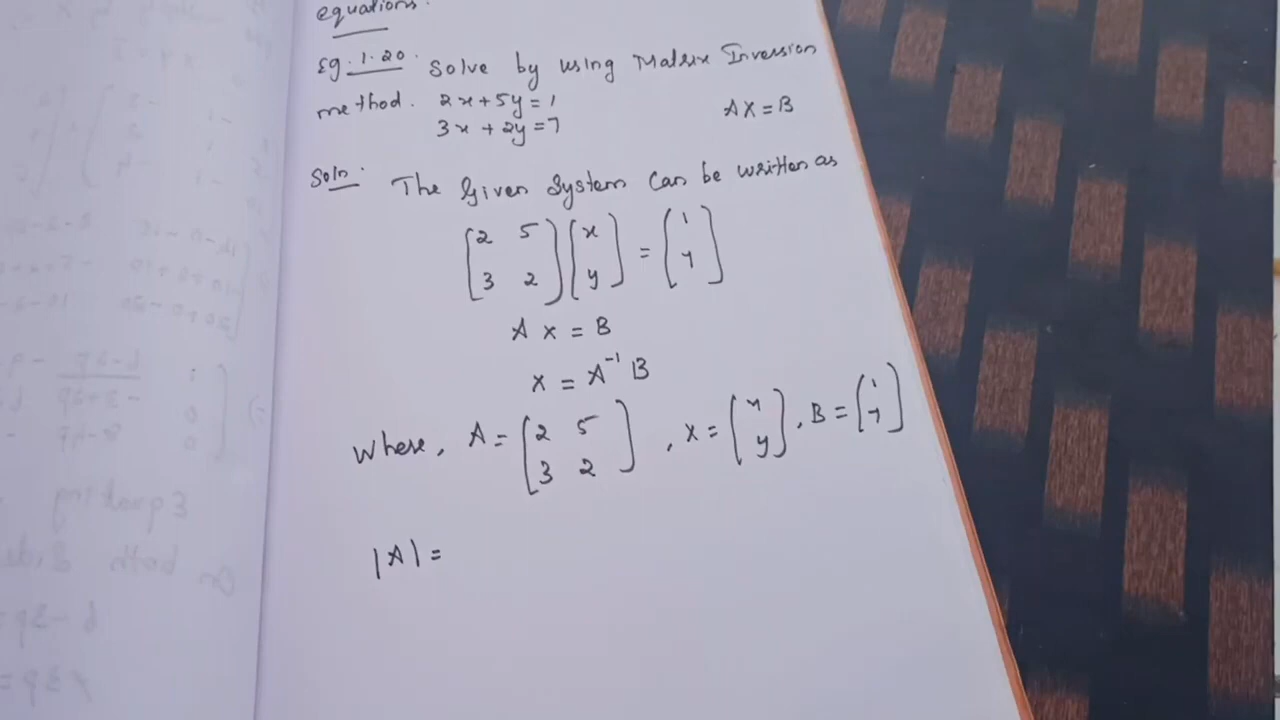 equations.
Eg. 1.20. Solve by using Matrix Inversion
method. 2x+5y=1
3x+2y=7
AX=B
Soln. The Given System can be written as
[2 5] [x] = [1]
[3 2] [y] [7]
A X = B
X = A⁻¹ B
Where, A = [2 5] , X = [x] , B = [1]
[3 2] [y] [7]
|A| =